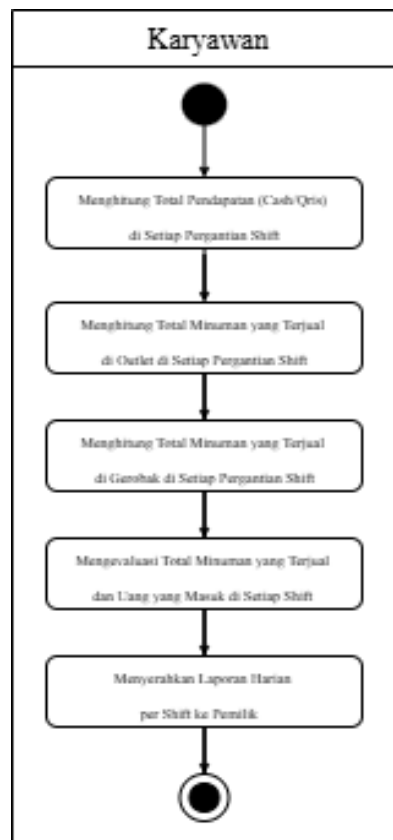 Karyawan
Menghitung Total Pendapatan (Cash/Qris)
di Setiap Pergantian Shift
Menghitung Total Minuman yang Terjual
di Outlet di Setiap Pergantian Shift
Menghitung Total Minuman yang Terjual
di Gerobak di Setiap Pergantian Shift
Mengevaluasi Total Minuman yang Terjual
dan Uang yang Masuk di Setiap Shift
Menyerahkan Laporan Harian
per Shift ke Pemilik